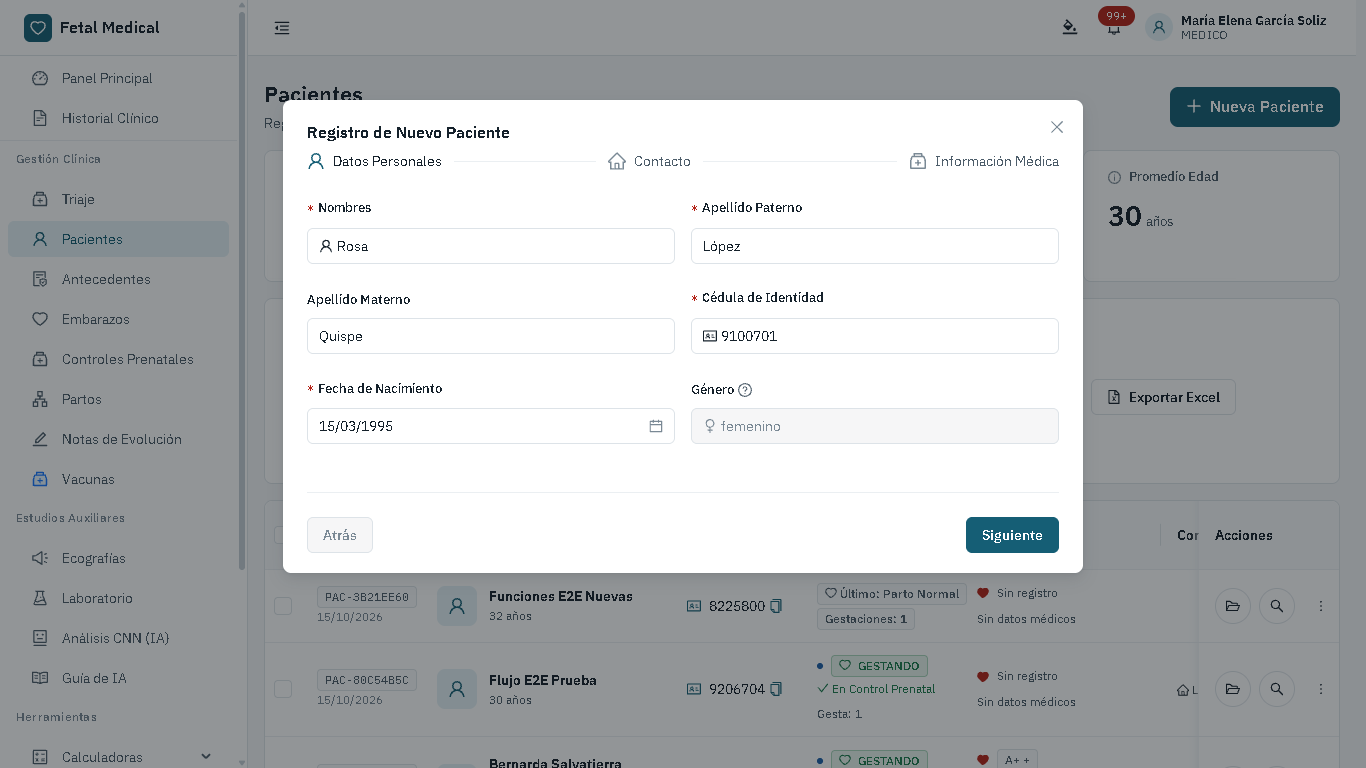 Fetal Medical
Panel Principal
Historial Clínico
Gestión Clínica
Triaje
Pacientes
Antecedentes
Embarazos
Controles Prenatales
Partos
Notas de Evolución
Vacunas
Estudios Auxiliares
Ecografías
Laboratorio
Análisis CNN (IA)
Guía de IA
Herramientas
Calculadoras
99+
María Elena García Soliz
MEDICO
Pacientes
Nueva Paciente
Promedio Edad
30 años
Exportar Excel
Registro de Nuevo Paciente
Datos Personales
Contacto
Información Médica
* Nombres
Rosa
* Apellido Paterno
López
Apellido Materno
Quispe
* Cédula de Identidad
9100701
* Fecha de Nacimiento
15/03/1995
Género
femenino
Atrás
Siguiente
Acciones
PAC-3B21EE60
15/10/2026
Funciones E2E Nuevas
32 años
8225800
Último: Parto Normal
Gestaciones: 1
Sin registro
Sin datos médicos
PAC-80C54B5C
15/10/2026
Flujo E2E Prueba
30 años
9206704
GESTANDO
En Control Prenatal
Gesta: 1
Sin registro
Sin datos médicos
Bernarda Salvatierra
GESTANDO
A+ +